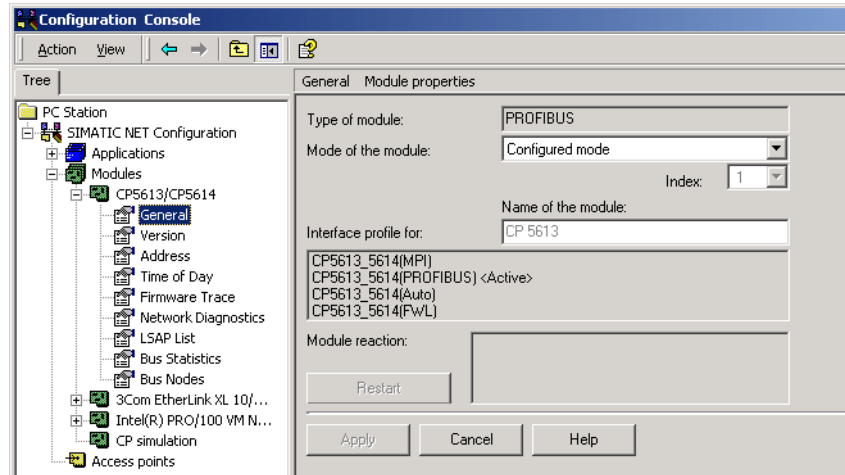 Configuration Console
Action View
Tree
General Module properties
PC Station
SIMATIC NET Configuration
Applications
Modules
CP5613/CP5614
General
Version
Address
Time of Day
Firmware Trace
Network Diagnostics
LSAP List
Bus Statistics
Bus Nodes
3Com EtherLink XL 10/...
Intel(R) PRO/100 VM N...
CP simulation
Access points
Type of module: PROFIBUS
Mode of the module: Configured mode
Index: 1
Name of the module:
Interface profile for: CP 5613
CP5613_5614(MPI)
CP5613_5614(PROFIBUS) <Active>
CP5613_5614(Auto)
CP5613_5614(FWL)
Module reaction:
Restart
Apply Cancel Help